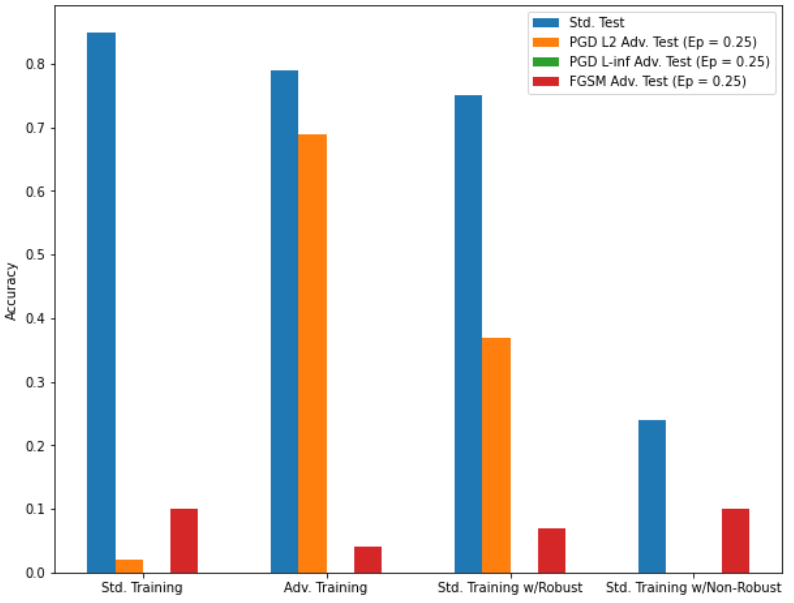 Std. Test
PGD L2 Adv. Test (Ep = 0.25)
PGD L-inf Adv. Test (Ep = 0.25)
FGSM Adv. Test (Ep = 0.25)
Accuracy
0.8
0.7
0.6
0.5
0.4
0.3
0.2
0.1
0.0
Std. Training Adv. Training Std. Training w/Robust Std. Training w/Non-Robust